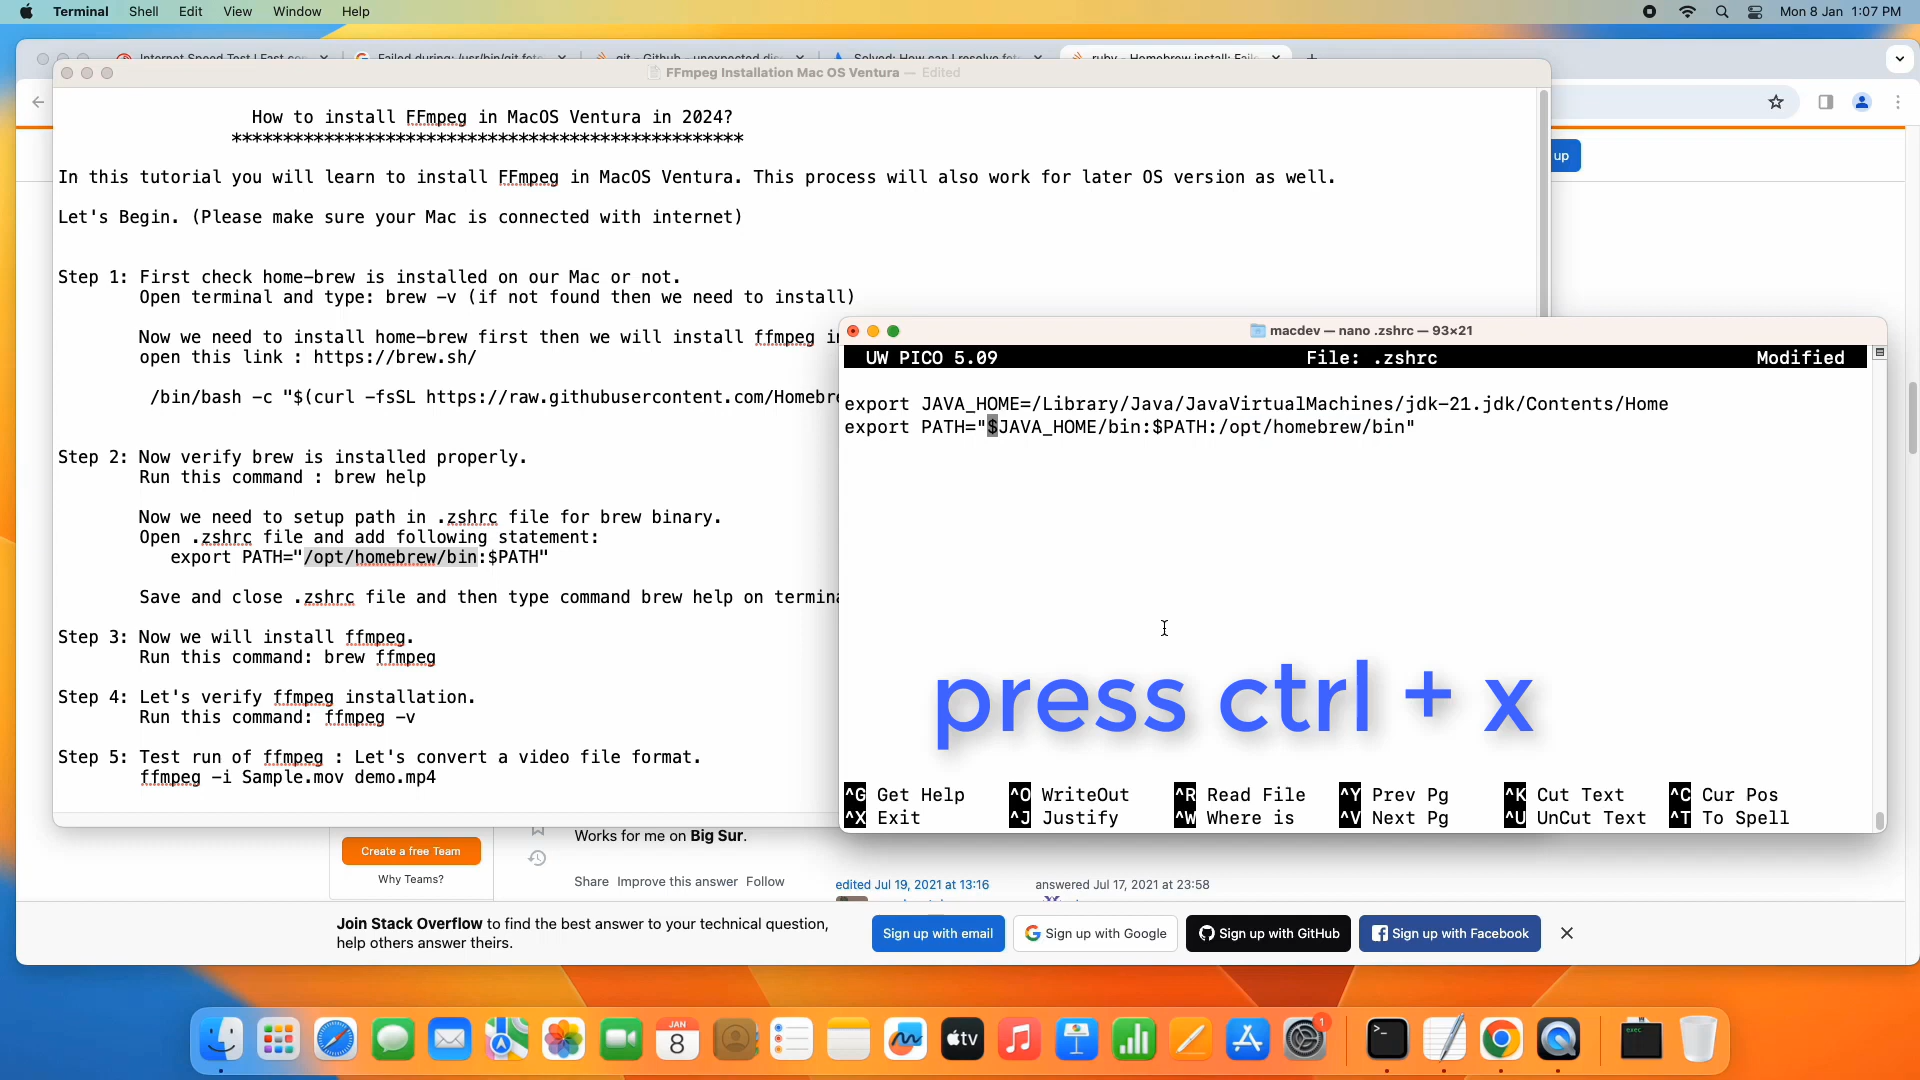 Terminal Shell Edit View Window Help
Mon 8 Jan 1:07 PM
FFmpeg Installation Mac OS Ventura — Edited
up
How to install FFmpeg in MacOS Ventura in 2024?
**************************************************
In this tutorial you will learn to install FFmpeg in MacOS Ventura. This process will also work for later OS version as well.
Let's Begin. (Please make sure your Mac is connected with internet)
Step 1: First check home-brew is installed on our Mac or not.
Open terminal and type: brew -v (if not found then we need to install)
Now we need to install home-brew first then we will install ffmpeg
open this link : https://brew.sh/
/bin/bash -c "$(curl -fsSL https://raw.githubusercontent.com/Homebr
Step 2: Now verify brew is installed properly.
Run this command : brew help
Now we need to setup path in .zshrc file for brew binary.
Open .zshrc file and add following statement:
export PATH="/opt/homebrew/bin:$PATH"
Save and close .zshrc file and then type command brew help on
Step 3: Now we will install ffmpeg.
Run this command: brew ffmpeg
Step 4: Let's verify ffmpeg installation.
Run this command: ffmpeg -v
Step 5: Test run of ffmpeg : Let's convert a video file format.
ffmpeg -i Sample.mov demo.mp4
macdev — nano .zshrc — 93×21
UW PICO 5.09 File: .zshrc Modified
export JAVA_HOME=/Library/Java/JavaVirtualMachines/jdk-21.jdk/Contents/Home
export PATH="$JAVA_HOME/bin:$PATH:/opt/homebrew/bin"
press ctrl + x
^G Get Help ^O WriteOut ^R Read File ^Y Prev Pg ^K Cut Text ^C Cur Pos
^X Exit ^J Justify ^W Where is ^V Next Pg ^U UnCut Text ^T To Spell
Create a free Team
Why Teams?
Works for me on Big Sur.
Share Improve this answer Follow
edited Jul 19, 2021 at 13:16
answered Jul 17, 2021 at 23:58
Join Stack Overflow to find the best answer to your technical question,
help others answer theirs.
Sign up with email
Sign up with Google
Sign up with GitHub
Sign up with Facebook
JAN
8
tv
1
exec